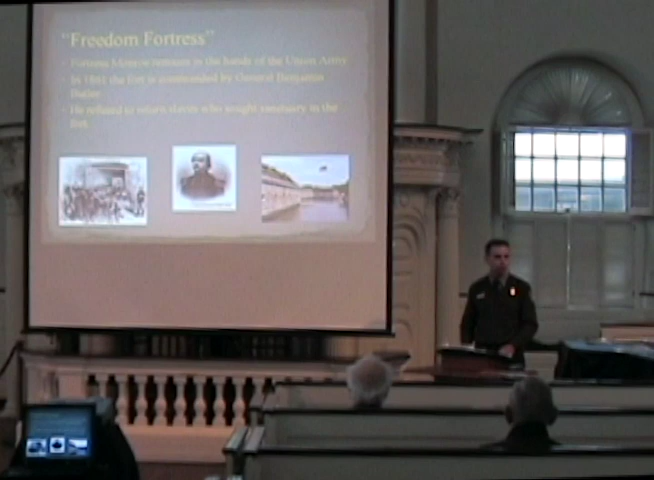 "Freedom Fortress"
Fortress Monroe remains in the hands of the Union Army
In 1861 the fort is commanded by General Benjamin
Butler
He refused to return slaves who sought sanctuary in the
fort